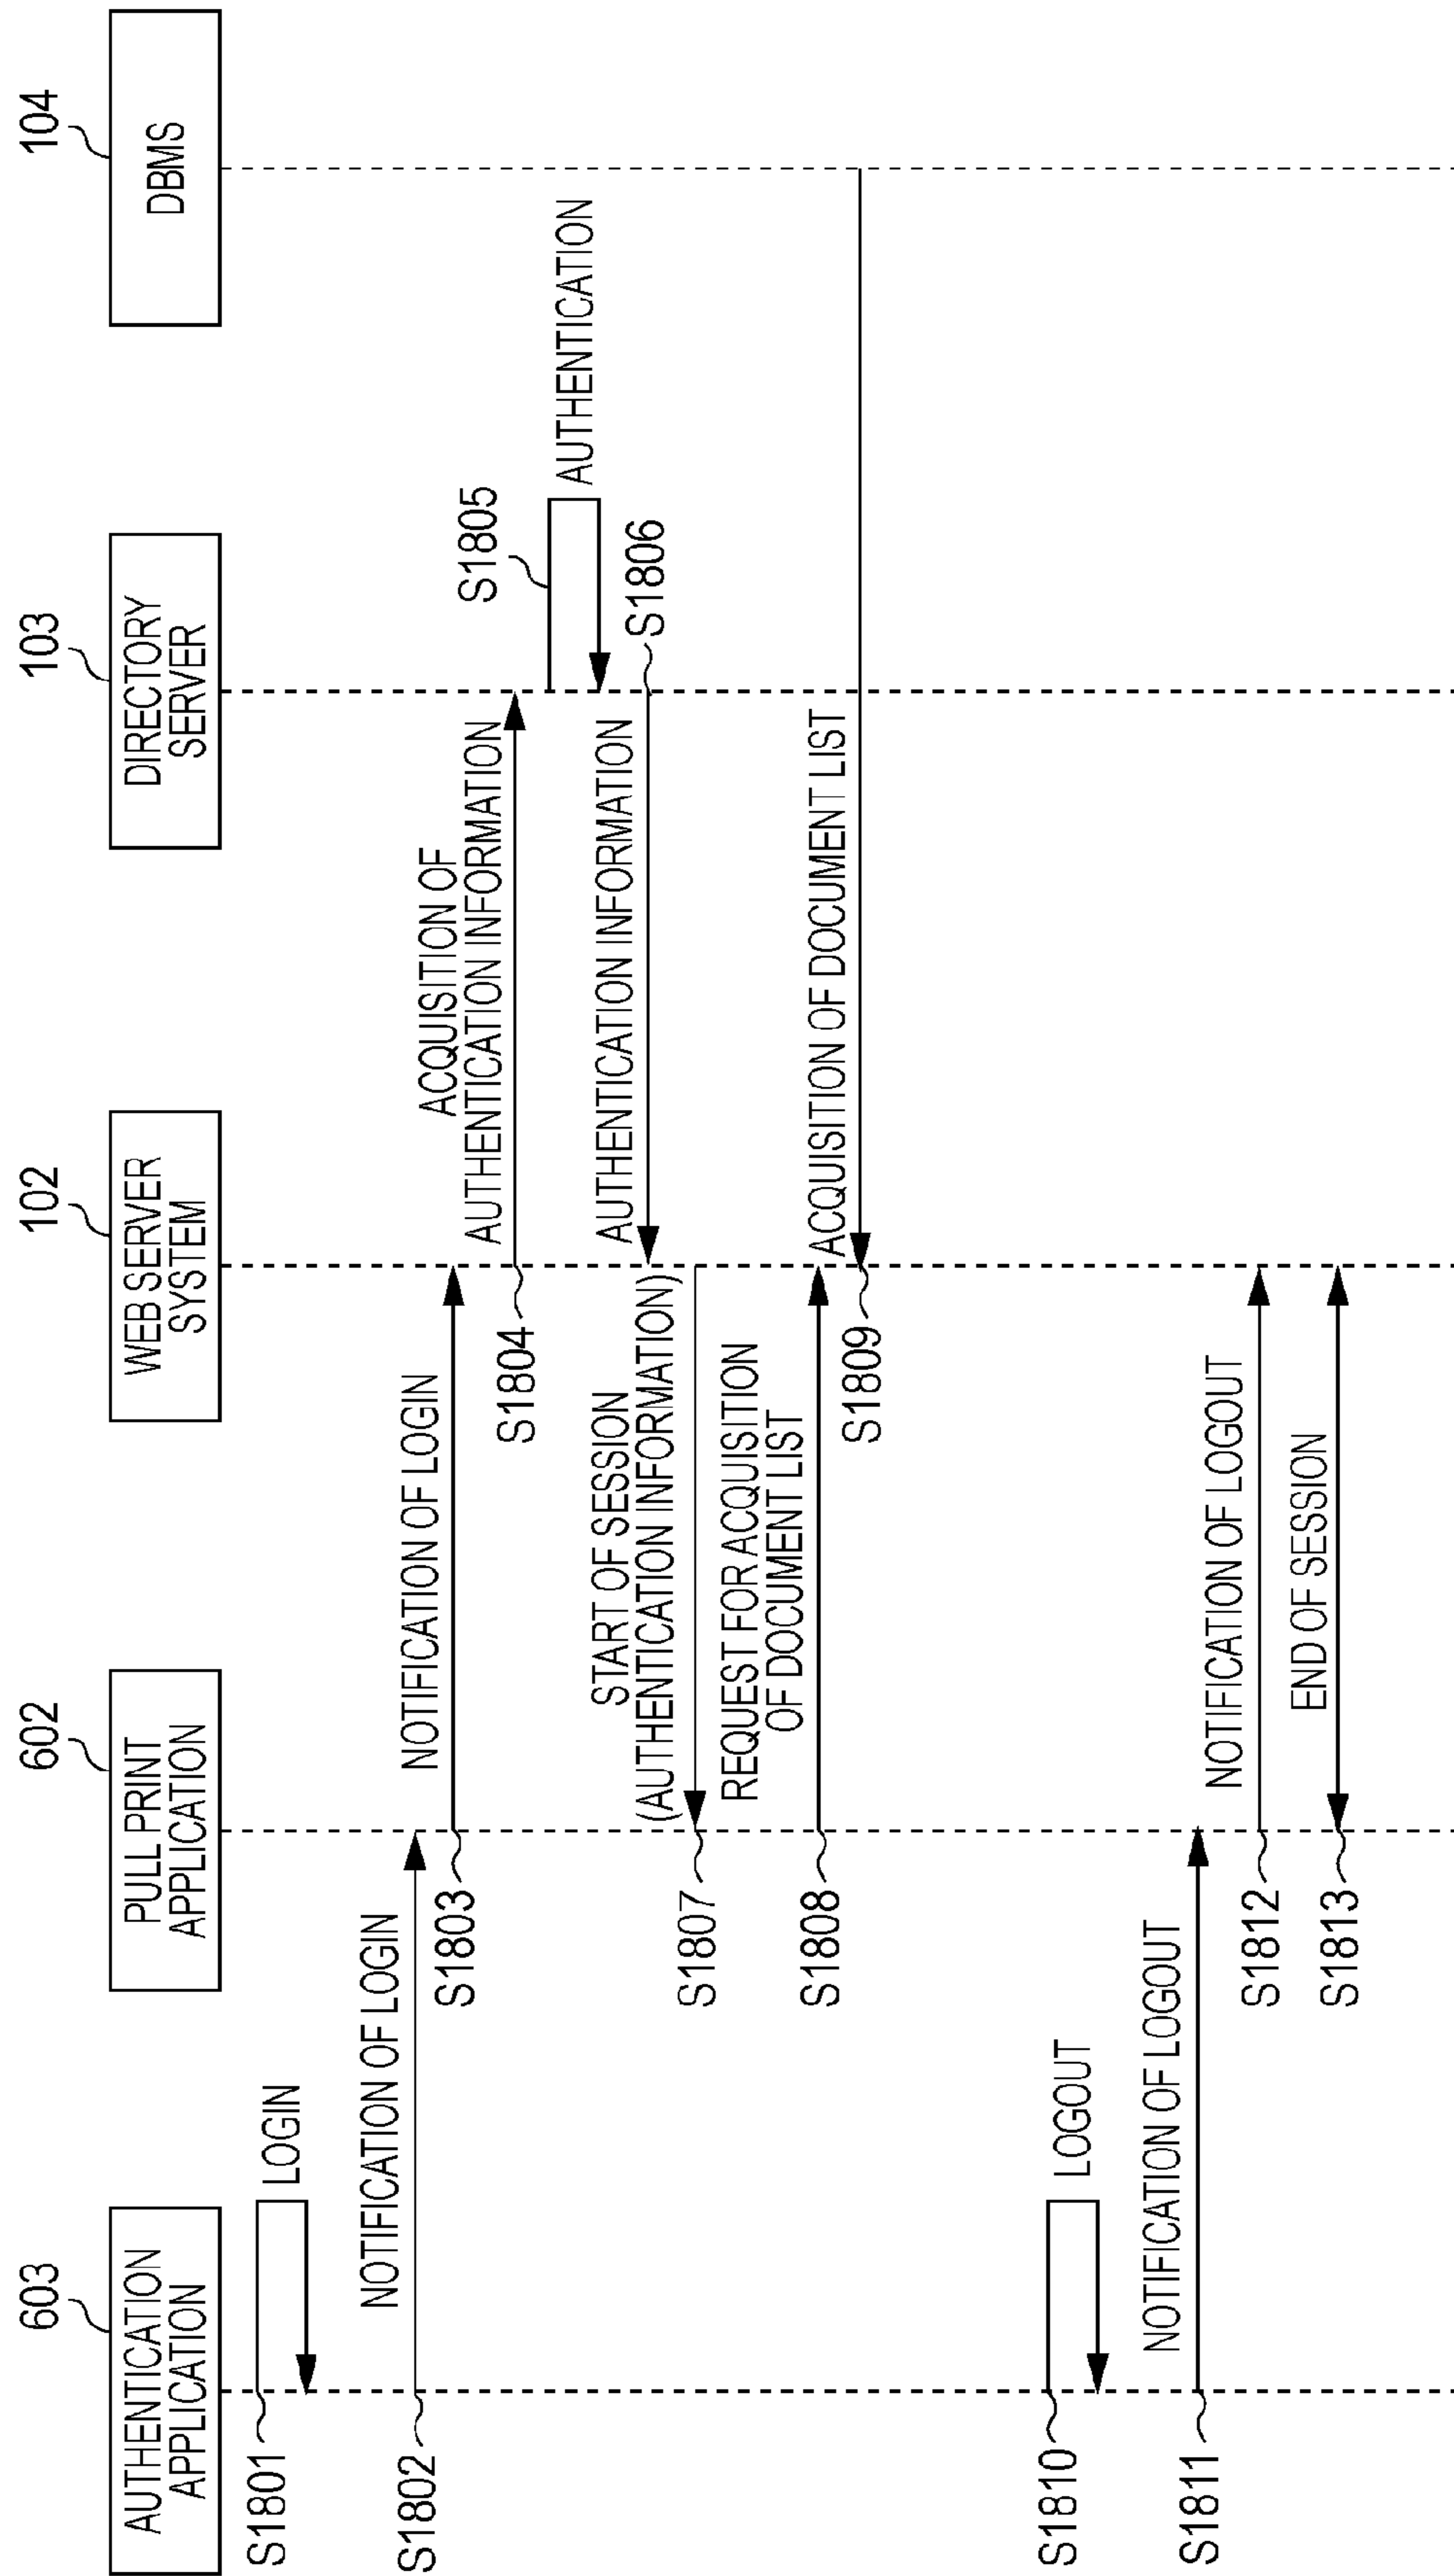 603
AUTHENTICATION
APPLICATION
602
PULL PRINT
APPLICATION
102
WEB SERVER
SYSTEM
103
DIRECTORY
SERVER
104
DBMS
S1801
LOGIN
S1802
NOTIFICATION OF LOGIN
S1803
NOTIFICATION OF LOGIN
S1804
ACQUISITION OF
AUTHENTICATION INFORMATION
S1805
AUTHENTICATION
S1806
AUTHENTICATION INFORMATION
S1807
START OF SESSION
(AUTHENTICATION INFORMATION)
S1808
REQUEST FOR ACQUISITION
OF DOCUMENT LIST
S1809
ACQUISITION OF DOCUMENT LIST
S1810
LOGOUT
S1811
NOTIFICATION OF LOGOUT
S1812
NOTIFICATION OF LOGOUT
S1813
END OF SESSION